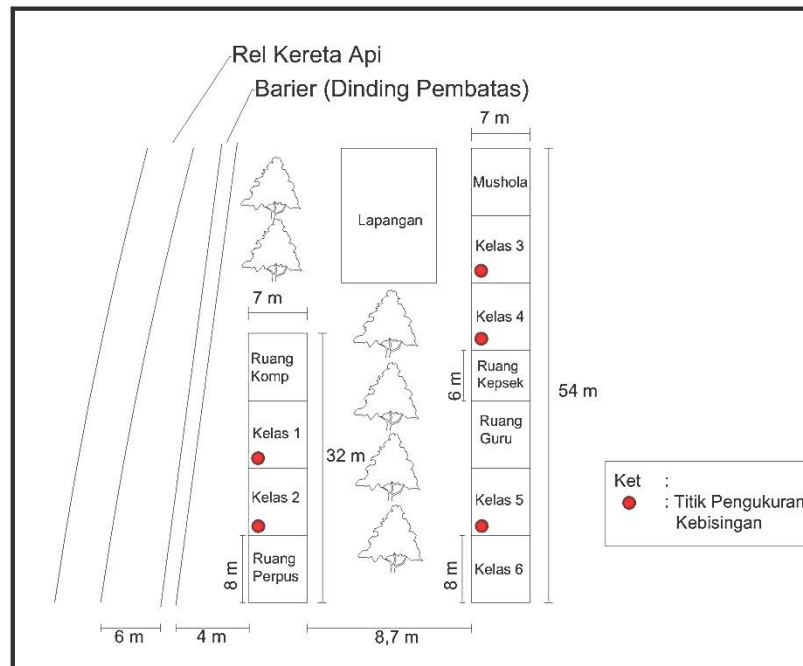 Rel Kereta Api
Barier (Dinding Pembatas)
7 m
Mushola
Lapangan
Kelas 3
7 m
Kelas 4
Ruang
Komp
Ruang
Kepsek
6 m
54 m
Ruang
Guru
Kelas 1
32 m
Kelas 2
Kelas 5
Ket :
: Titik Pengukuran
Kebisingan
Ruang
Perpus
8 m
8 m
Kelas 6
6 m
4 m
8,7 m